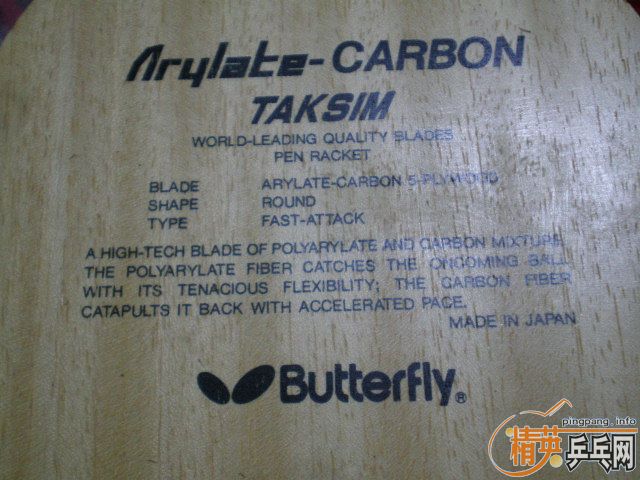 Arylate-CARBON
TAKSIM
WORLD-LEADING QUALITY BLADES
PEN RACKET
BLADE ARYLATE-CARBON 5-PLYWOOD
SHAPE ROUND
TYPE FAST-ATTACK
A HIGH-TECH BLADE OF POLYARYLATE AND CARBON MIXTURE.
THE POLYARYLATE FIBER CATCHES THE ONCOMING BALL
WITH ITS TENACIOUS FLEXIBILITY; THE CARBON FIBER
CATAPULTS IT BACK WITH ACCELERATED PACE.
MADE IN JAPAN
Butterfly®
pingpang.info
精英乒乓网